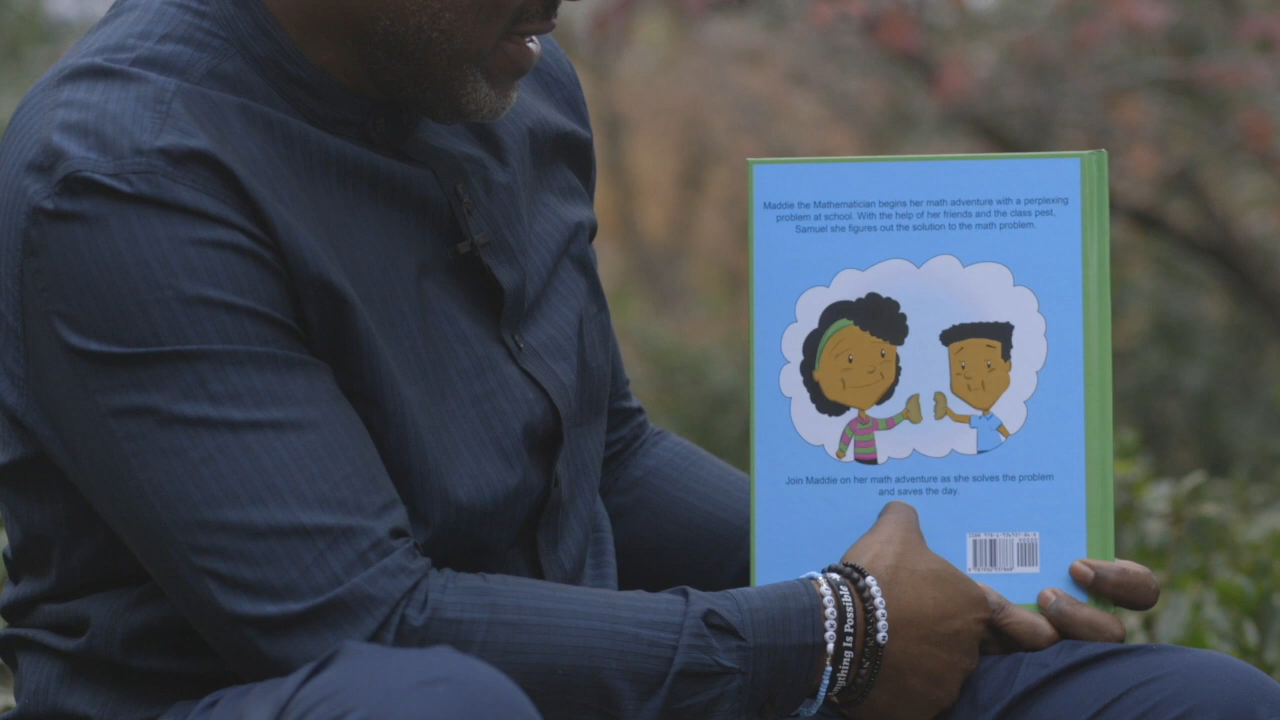 Maddie the Mathematician begins her math adventure with a perplexing
problem at school. With the help of her friends and the class pest,
Samuel she figures out the solution to the math problem.
Join Maddie on her math adventure as she solves the problem
and saves the day.
Anything Is Possible